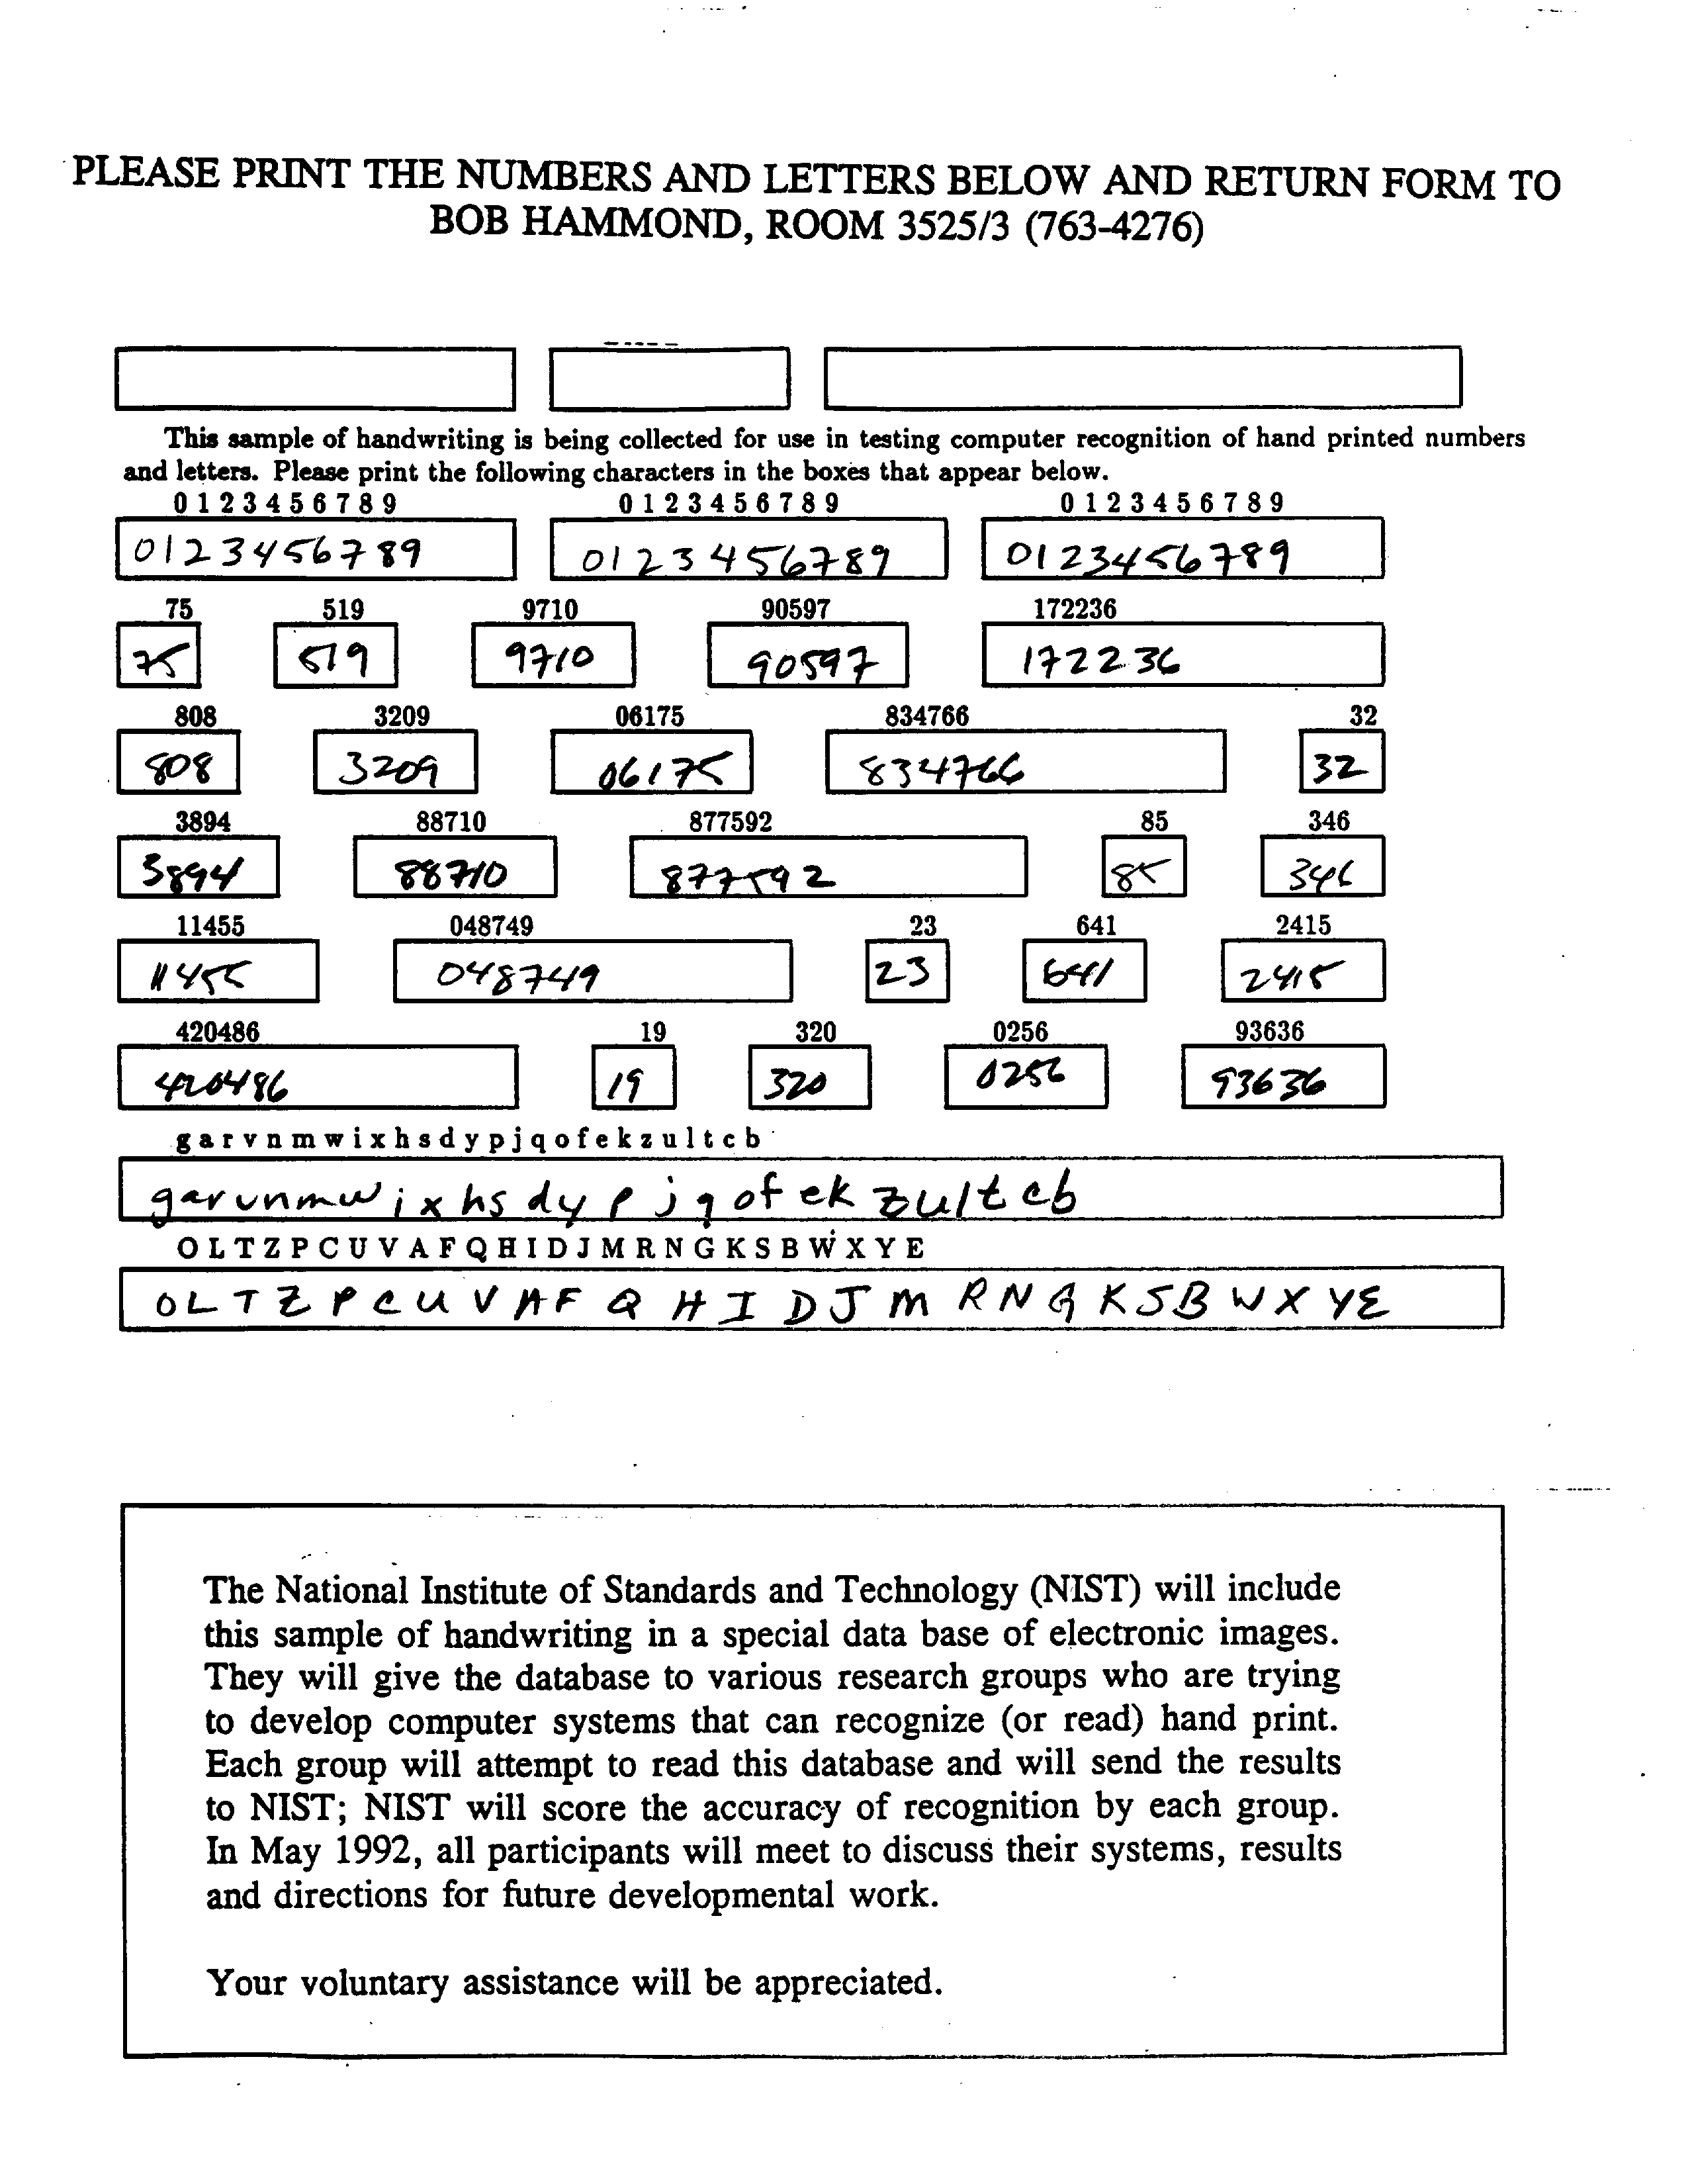 PLEASE PRINT THE NUMBERS AND LETTERS BELOW AND RETURN FORM TO
BOB HAMMOND, ROOM 3525/3 (763-4276)
This sample of handwriting is being collected for use in testing computer recognition of hand printed numbers
and letters. Please print the following characters in the boxes that appear below.
0 1 2 3 4 5 6 7 8 9 0 1 2 3 4 5 6 7 8 9 0 1 2 3 4 5 6 7 8 9
0123456789 0123456789 0123456789
75 519 9710 90597 172236
75 519 9710 90597 172236
808 3209 06175 834766 32
808 3209 06175 834766 32
3894 88710 877592 85 346
3894 88710 877592 85 346
11455 048749 23 641 2415
11455 048749 23 641 2415
420486 19 320 0256 93636
420486 19 320 0256 93636
g a r v n m w i x h s d y p j q o f e k z u l t c b
g a r v n m w i x h s d y p j q o f e k z u l t c b
O L T Z P C U V A F Q H I D J M R N G K S B W X Y E
O L T Z P C U V A F Q H I D J M R N G K S B W X Y E
The National Institute of Standards and Technology (NIST) will include
this sample of handwriting in a special data base of electronic images.
They will give the database to various research groups who are trying
to develop computer systems that can recognize (or read) hand print.
Each group will attempt to read this database and will send the results
to NIST; NIST will score the accuracy of recognition by each group.
In May 1992, all participants will meet to discuss their systems, results
and directions for future developmental work.
Your voluntary assistance will be appreciated.